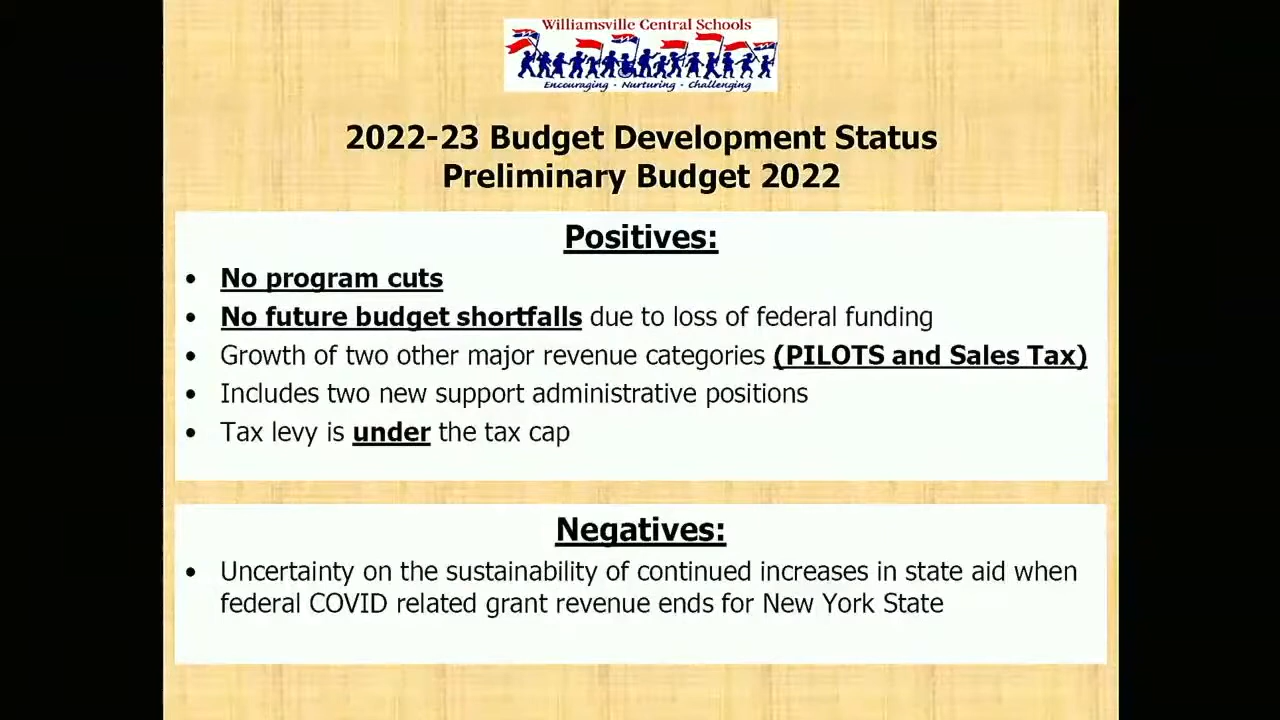 Williamsville Central Schools
Encouraging · Nurturing · Challenging
2022-23 Budget Development Status
Preliminary Budget 2022
Positives:
• No program cuts
• No future budget shortfalls due to loss of federal funding
• Growth of two other major revenue categories (PILOTS and Sales Tax)
• Includes two new support administrative positions
• Tax levy is under the tax cap
Negatives:
• Uncertainty on the sustainability of continued increases in state aid when
federal COVID related grant revenue ends for New York State